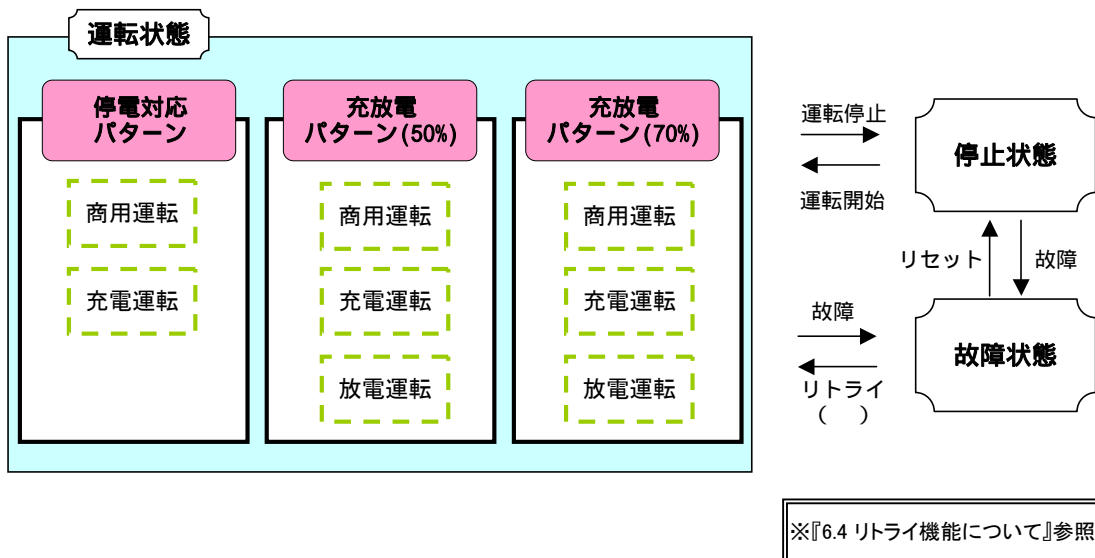 運転状態
停電対応
パターン
商用運転
充電運転
充放電
パターン(50%)
商用運転
充電運転
放電運転
充放電
パターン(70%)
商用運転
充電運転
放電運転
運転停止
運転開始
停止状態
リセット
故障
故障
リトライ
(　)
故障状態
※『6.4 リトライ機能について』参照